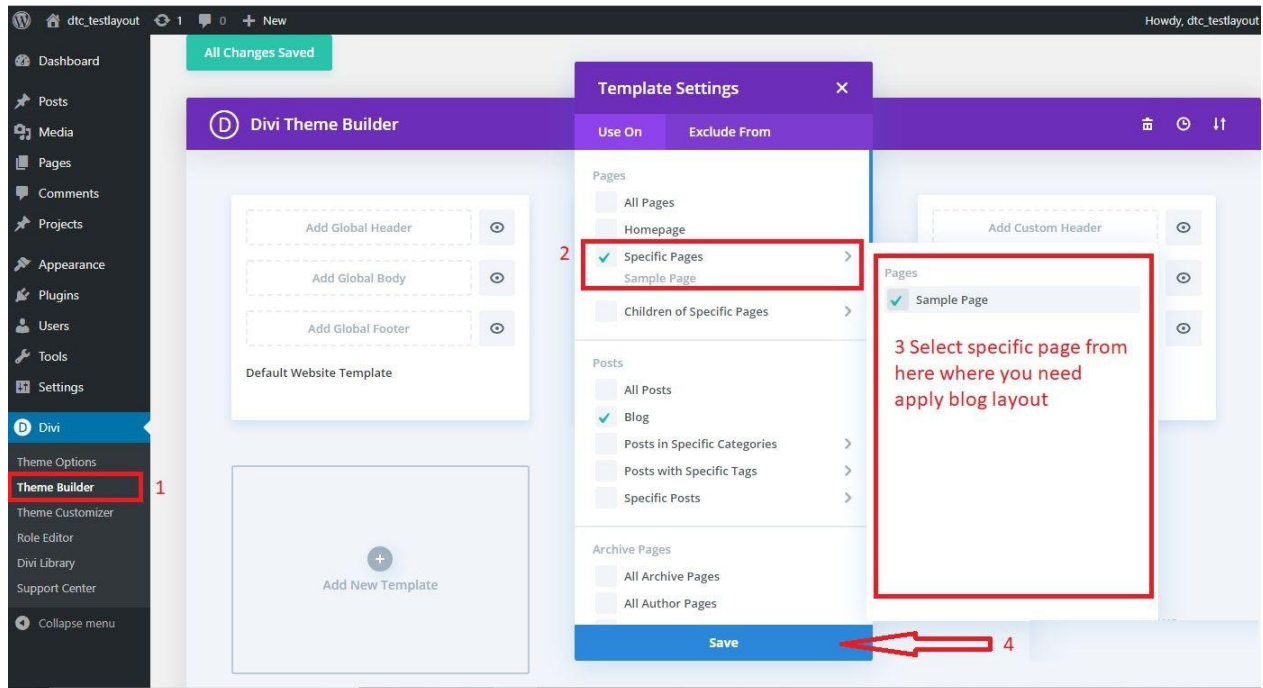 dtc_testlayout 1 0 + New
Howdy, dtc_testlayout
Dashboard
Posts
Media
Pages
Comments
Projects
Appearance
Plugins
Users
Tools
Settings
D Divi
Theme Options
Theme Builder
1
Theme Customizer
Role Editor
Divi Library
Support Center
Collapse menu
All Changes Saved
D Divi Theme Builder
Add Global Header
Add Global Body
Add Global Footer
Default Website Template
Add New Template
Template Settings
Use On Exclude From
Pages
All Pages
Homepage
2
Specific Pages
Sample Page
Children of Specific Pages
Posts
All Posts
Blog
Posts in Specific Categories
Posts with Specific Tags
Specific Posts
Archive Pages
All Archive Pages
All Author Pages
Save
4
Add Custom Header
Pages
Sample Page
3 Select specific page from
here where you need
apply blog layout